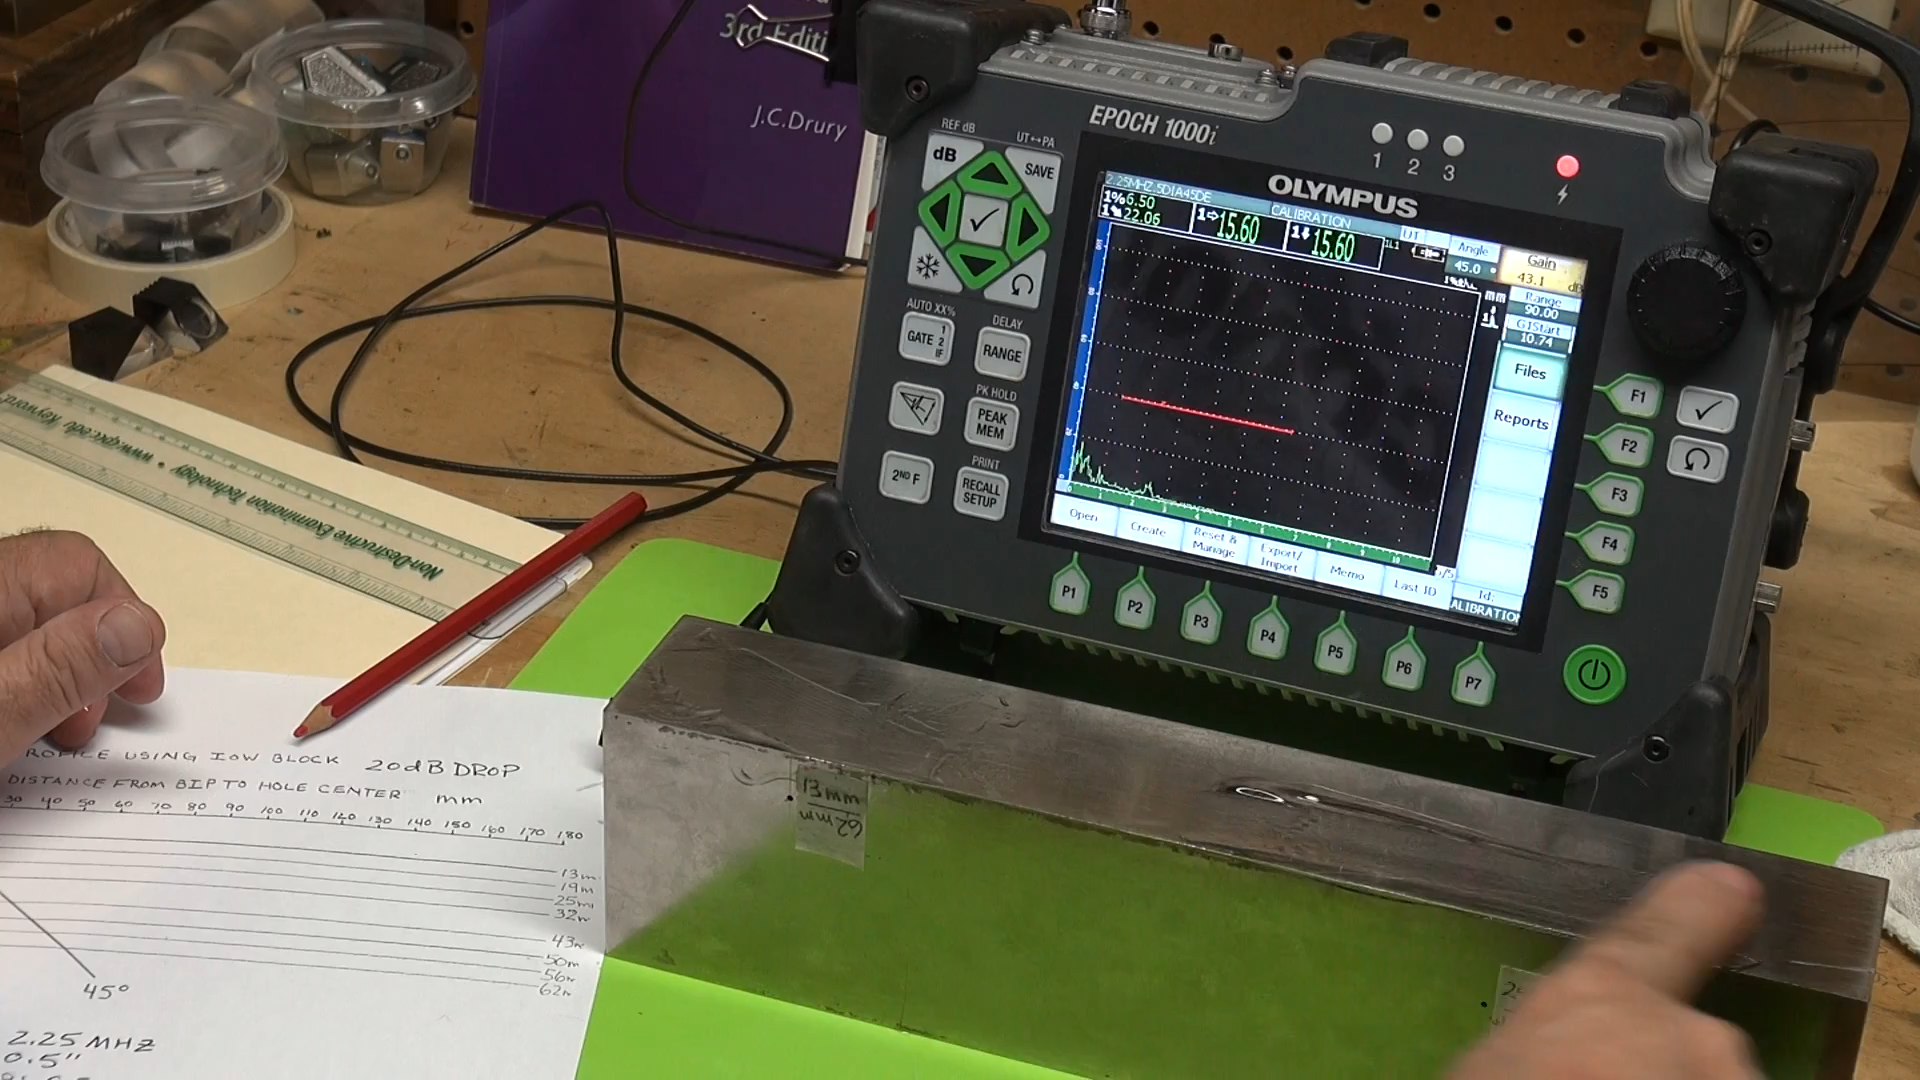 3rd Editi
J.C.Drury
EPOCH 1000i
OLYMPUS
1 2 3
REF dB
UT↔PA
dB
SAVE
AUTO XX%
DELAY
GATE 1 2 IF
RANGE
PK HOLD
PEAK MEM
PRINT
2ND F
RECALL SETUP
2.25MHZ.5DIA45DE
CALIBRATION
6.50
22.06
15.60
15.60
Angle
45.0
Gain
43.1 dB
Range
90.00
G1Start
10.74
mm
Files
Reports
Open
Create
Reset & Manage
Export/ Import
Memo
Last ID
Id:
ALIBRATION
F1
F2
F3
F4
F5
P1
P2
P3
P4
P5
P6
P7
Non-Destructive Examination Technology • www
ROFILE USING IOW BLOCK 20dB DROP
DISTANCE FROM BIP TO HOLE CENTER mm
30 40 50 60 70 80 90 100 110 120 130 140 150 160 170 180
13m
19m
25m
32m
43m
50m
56m
62m
45°
2.25 MHZ
0.5"
13mm
62mm